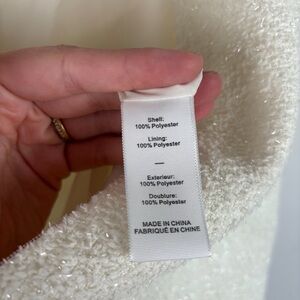 Shell:
100% Polyester
Lining:
100% Polyester
—
Exterieur:
100% Polyester
Doublure:
100% Polyester
MADE IN CHINA
FABRIQUÉ EN CHINE